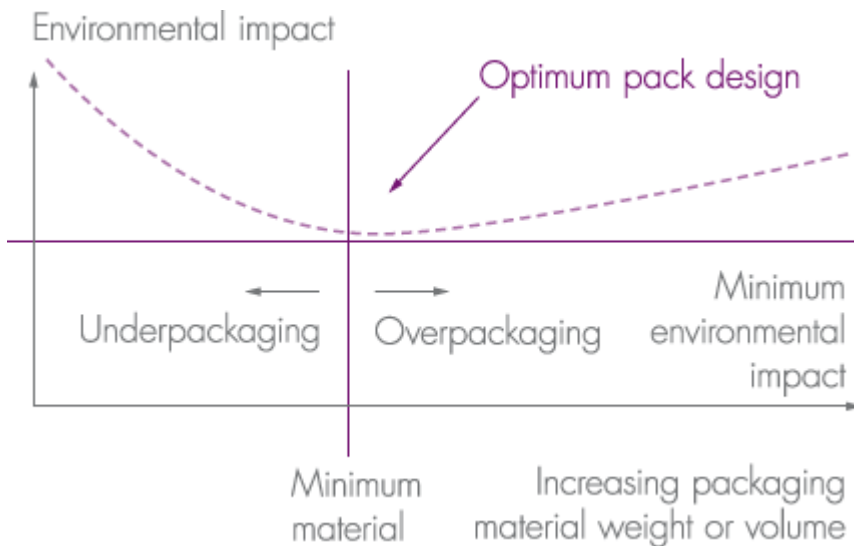 Environmental impact
Optimum pack design
Underpackaging
Overpackaging
Minimum
environmental
impact
Minimum
material
Increasing packaging
material weight or volume